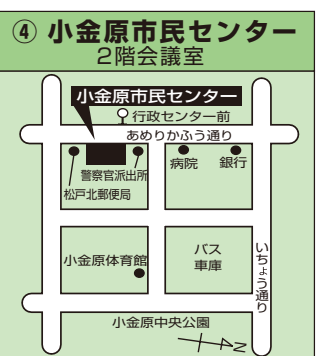 ④ 小金原市民センター
2階会議室
小金原市民センター
行政センター前
あめりかふう通り
病院
銀行
警察官派出所
松戸北郵便局
小金原体育館
バス
車庫
いちょう通り
小金原中央公園
N